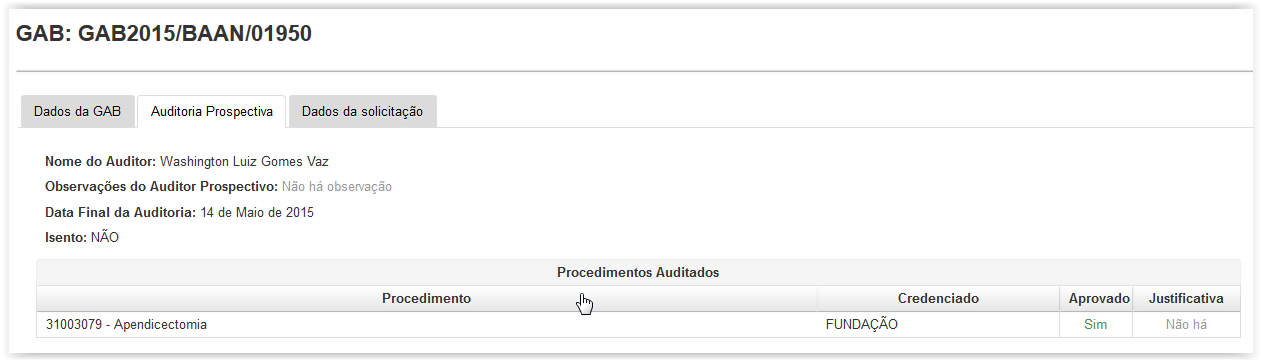 GAB: GAB2015/BAAN/01950
Dados da GAB Auditoria Prospectiva Dados da solicitação
Nome do Auditor: Washington Luiz Gomes Vaz
Observações do Auditor Prospectivo: Não há observação
Data Final da Auditoria: 14 de Maio de 2015
Isento: NÃO
Procedimentos Auditados
Procedimento Credenciado Aprovado Justificativa
31003079 - Apendicectomia FUNDAÇÃO Sim Não há